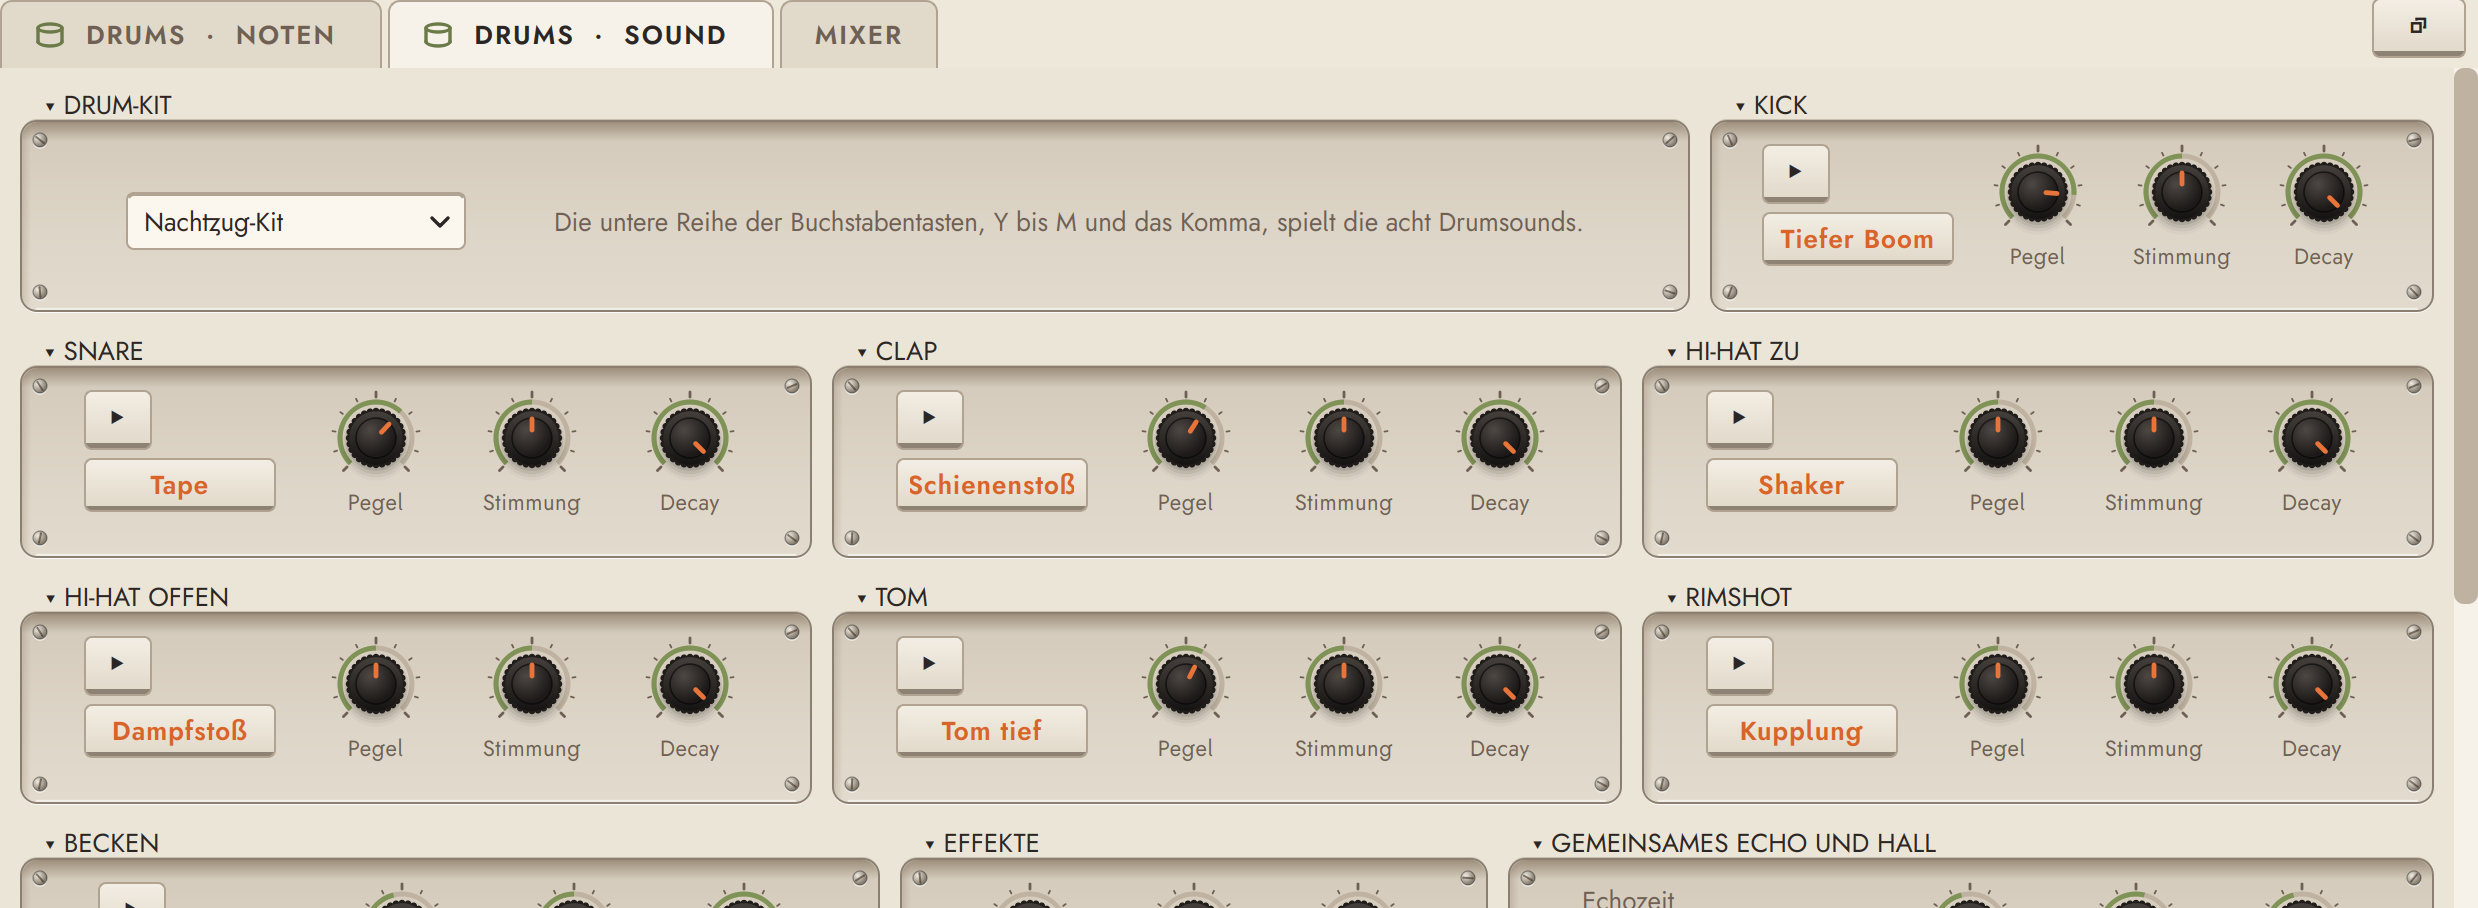 DRUMS · NOTEN
DRUMS · SOUND
MIXER
DRUM-KIT
KICK
Nachtzug-Kit
Die untere Reihe der Buchstabentasten, Y bis M und das Komma, spielt die acht Drumsounds.
Tiefer Boom
Pegel
Stimmung
Decay
SNARE
CLAP
HI-HAT ZU
Tape
Pegel
Stimmung
Decay
Schienenstoß
Pegel
Stimmung
Decay
Shaker
Pegel
Stimmung
Decay
HI-HAT OFFEN
TOM
RIMSHOT
Dampfstoß
Pegel
Stimmung
Decay
Tom tief
Pegel
Stimmung
Decay
Kupplung
Pegel
Stimmung
Decay
BECKEN
EFFEKTE
GEMEINSAMES ECHO UND HALL
Echozeit